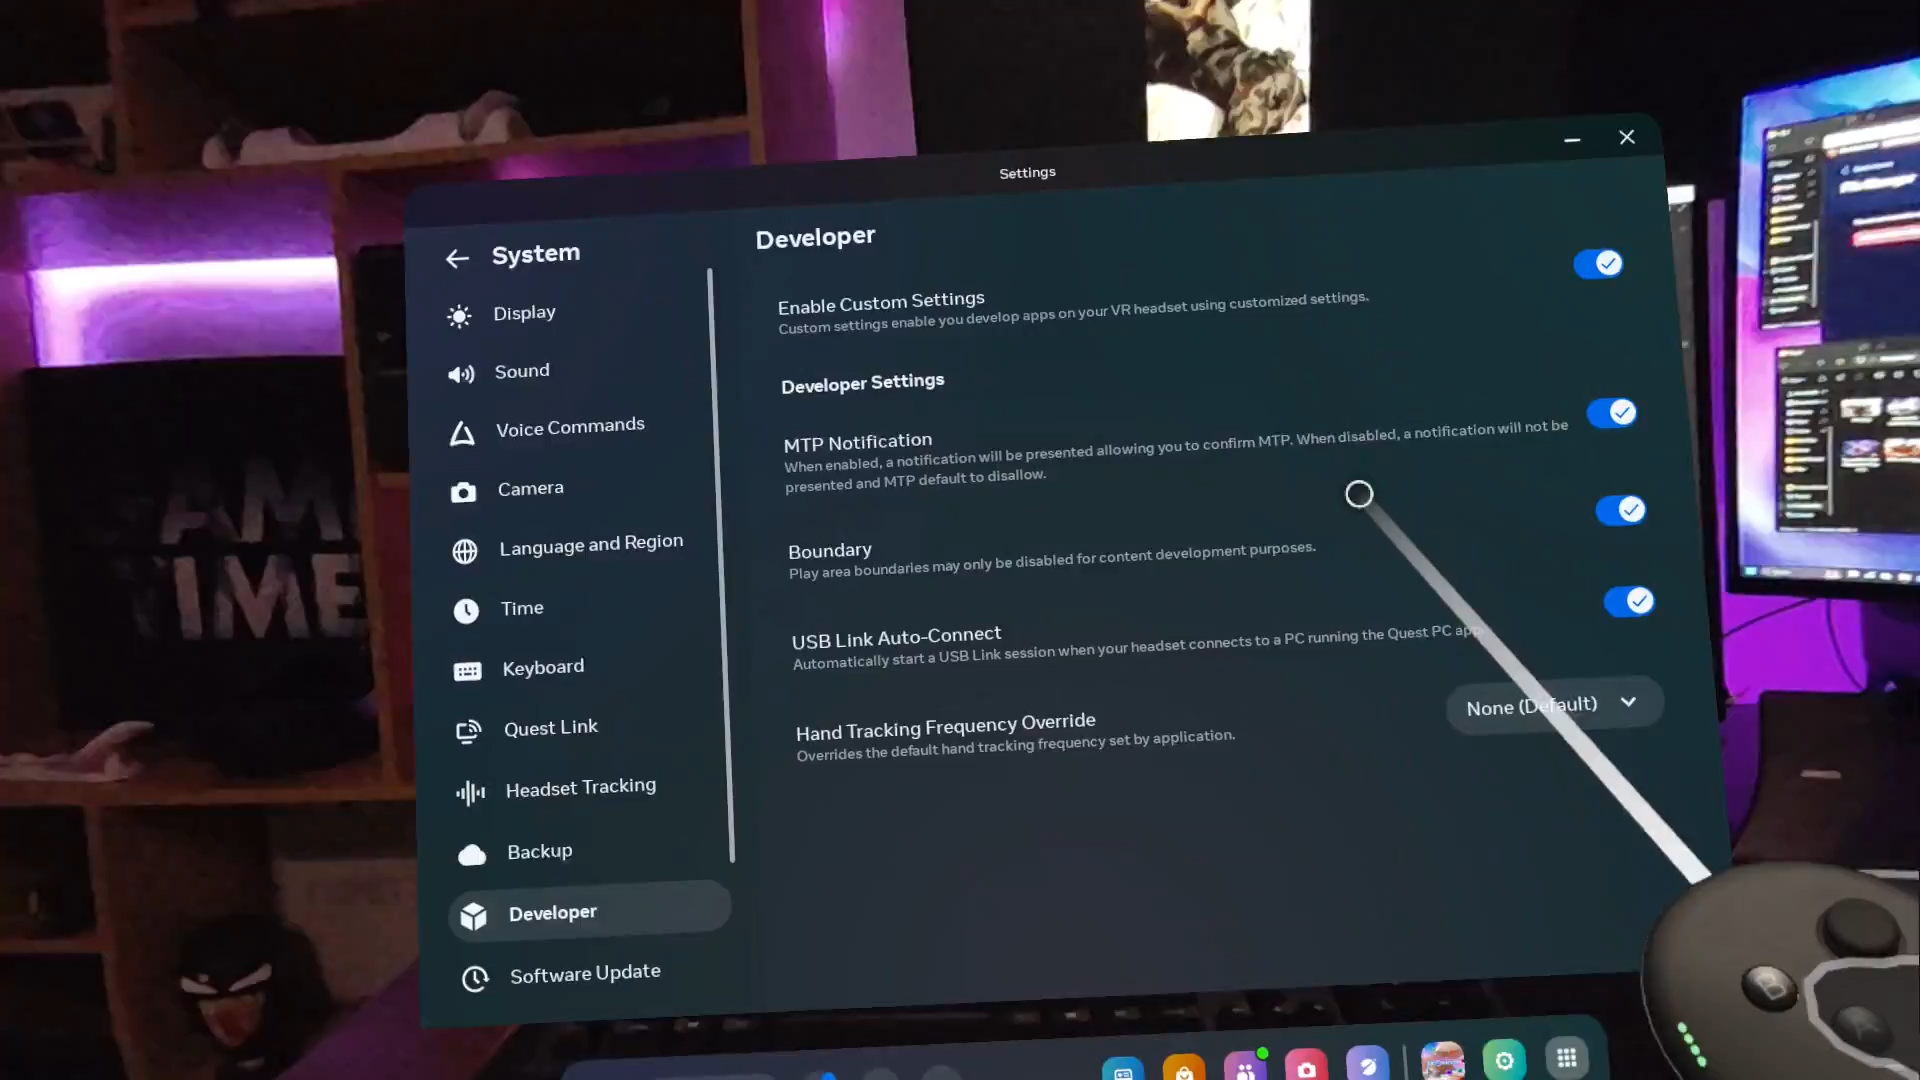 Settings
System
Display
Sound
Voice Commands
Camera
Language and Region
Time
Keyboard
Quest Link
Headset Tracking
Backup
Developer
Software Update
Developer
Enable Custom Settings
Custom settings enable you develop apps on your VR headset using customized settings.
Developer Settings
MTP Notification
When enabled, a notification will be presented allowing you to confirm MTP. When disabled, a notification will not be
presented and MTP default to disallow.
Boundary
Play area boundaries may only be disabled for content development purposes.
USB Link Auto-Connect
Automatically start a USB Link session when your headset connects to a PC running the Quest PC app
Hand Tracking Frequency Override
Overrides the default hand tracking frequency set by application.
None (Default)
B
A